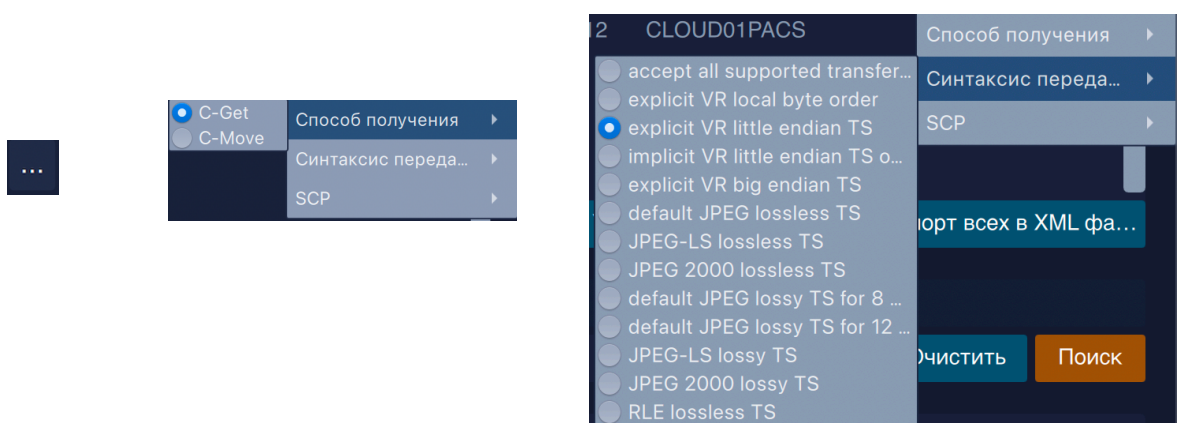 ...
C-Get
C-Move
Способ получения
Синтаксис переда...
SCP
12 CLOUD01PACS
accept all supported transfer...
explicit VR local byte order
explicit VR little endian TS
implicit VR little endian TS o...
explicit VR big endian TS
default JPEG lossless TS
JPEG-LS lossless TS
JPEG 2000 lossless TS
default JPEG lossy TS for 8 ...
default JPEG lossy TS for 12 ...
JPEG-LS lossy TS
JPEG 2000 lossy TS
RLE lossless TS
Способ получения
Синтаксис переда...
SCP
порт всех в XML фа...
Очистить
Поиск